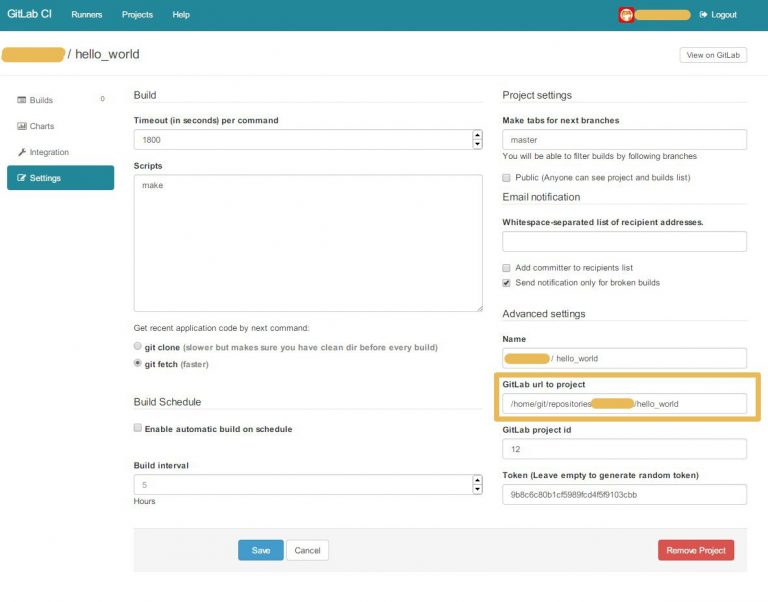 GitLab CI Runners Projects Help Logout
/ hello_world
View on GitLab
Builds 0
Charts
Integration
Settings
Build
Timeout (in seconds) per command
1800
Scripts
make
Get recent application code by next command:
git clone (slower but makes sure you have clean dir before every build)
git fetch (faster)
Build Schedule
Enable automatic build on schedule
Build interval
5
Hours
Project settings
Make tabs for next branches
master
You will be able to filter builds by following branches
Public (Anyone can see project and builds list)
Email notification
Whitespace-separated list of recipient addresses.
Add committer to recipients list
Send notification only for broken builds
Advanced settings
Name
/ hello_world
GitLab url to project
/home/git/repositories /hello_world
GitLab project id
12
Token (Leave empty to generate random token)
9b8c6c80b1cf5989fcd4f5f9103cbb
Save Cancel Remove Project